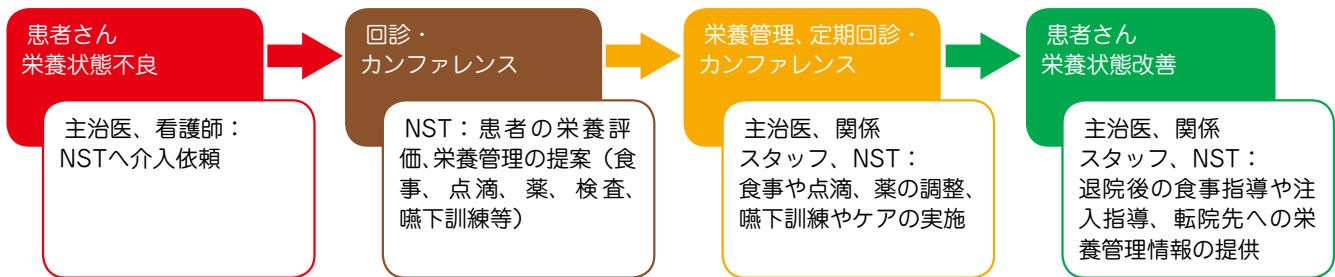 患者さん
栄養状態不良
主治医、看護師：
NSTへ介入依頼
回診・
カンファレンス
NST：患者の栄養評
価、栄養管理の提案（食
事、点滴、薬、検査、
嚥下訓練等）
栄養管理、定期回診・
カンファレンス
主治医、関係
スタッフ、NST：
食事や点滴、薬の調整、
嚥下訓練やケアの実施
患者さん
栄養状態改善
主治医、関係
スタッフ、NST：
退院後の食事指導や注
入指導、転院先への栄
養管理情報の提供